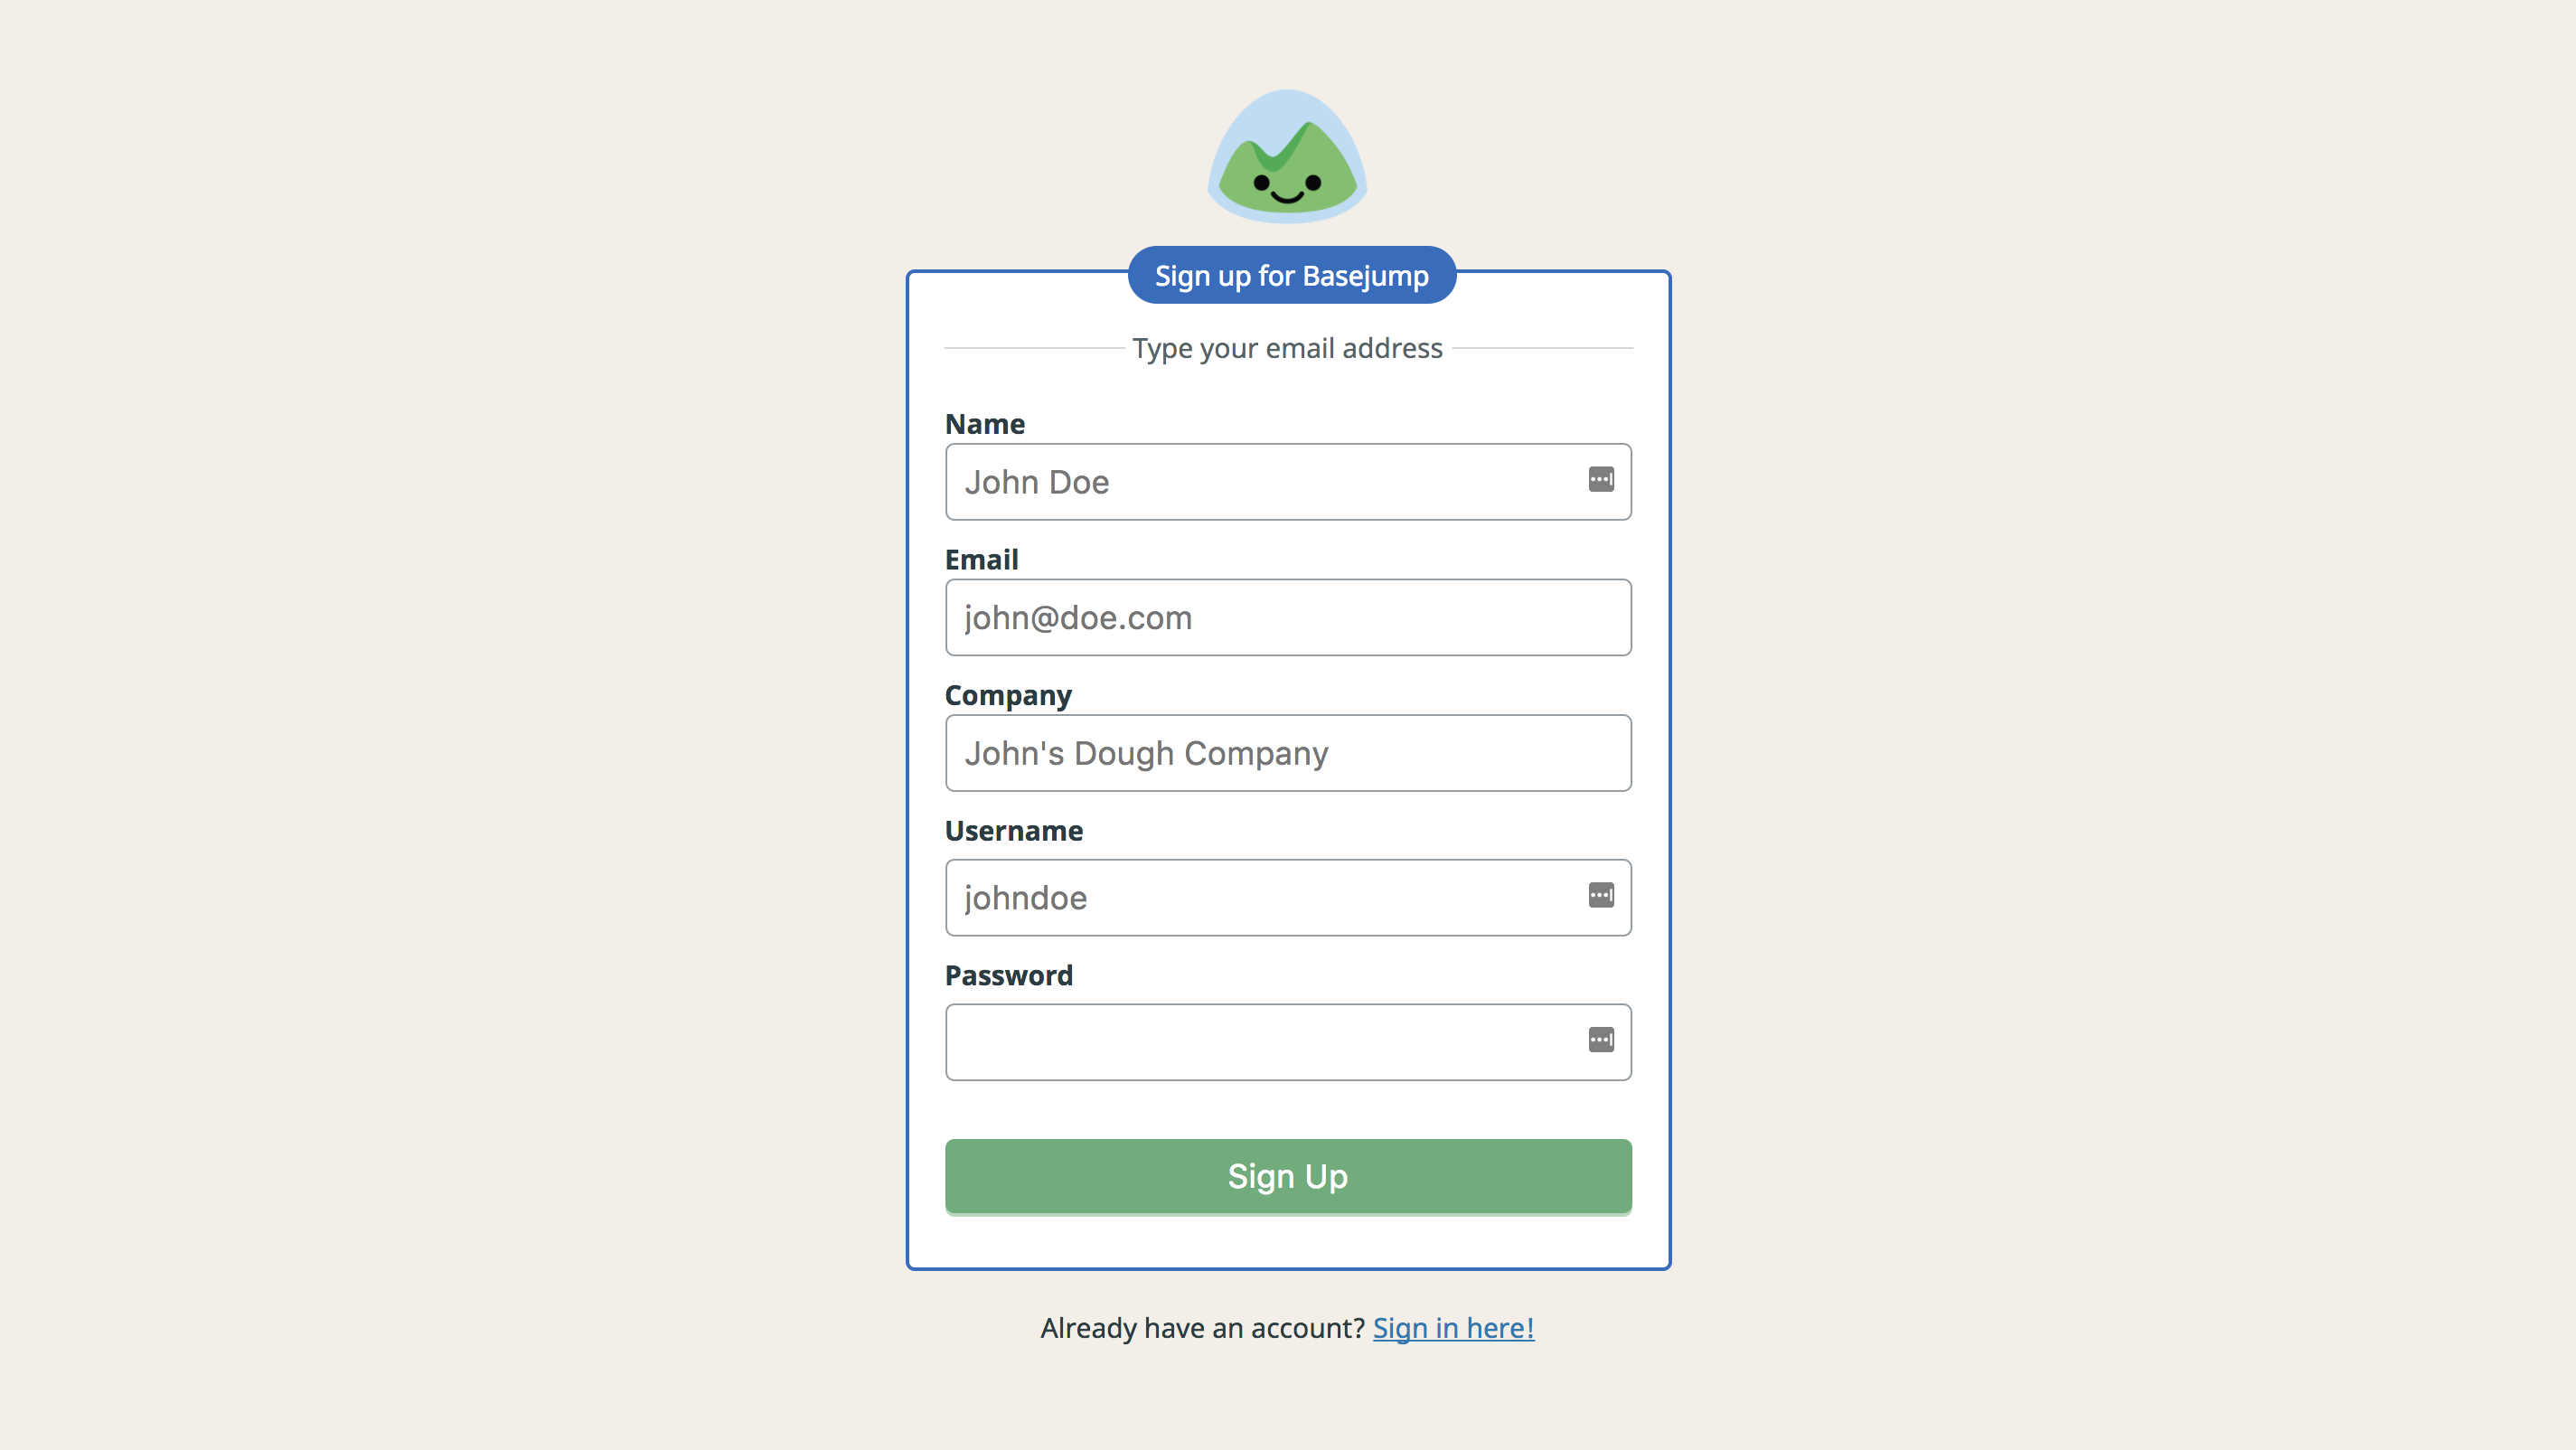 Sign up for Basejump
Type your email address
Name
John Doe
Email
john@doe.com
Company
John's Dough Company
Username
johndoe
Password
Sign Up
Already have an account? Sign in here!